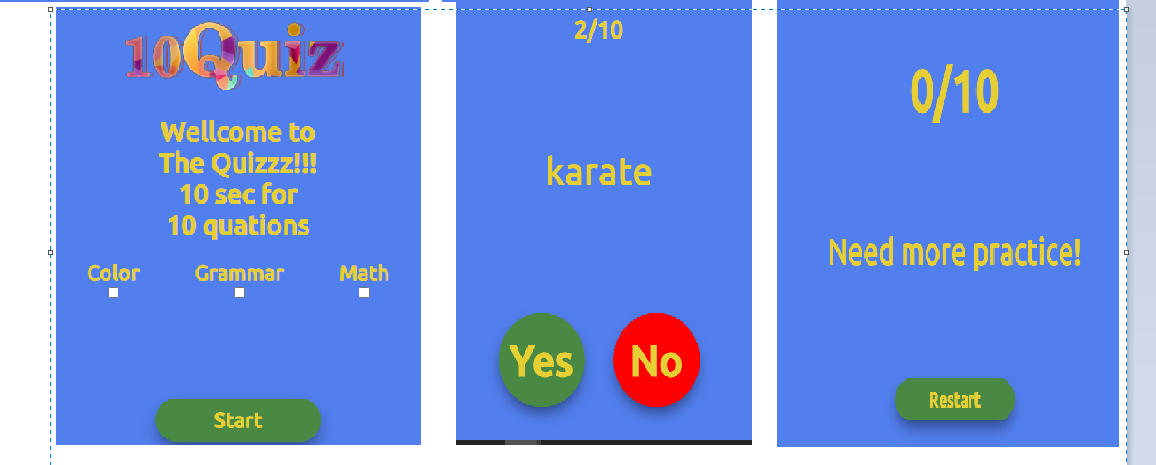 10Quiz
Wellcome to
The Quizzz!!!
10 sec for
10 quations
Color Grammar Math
Start
2/10
karate
Yes No
0/10
Need more practice!
Restart